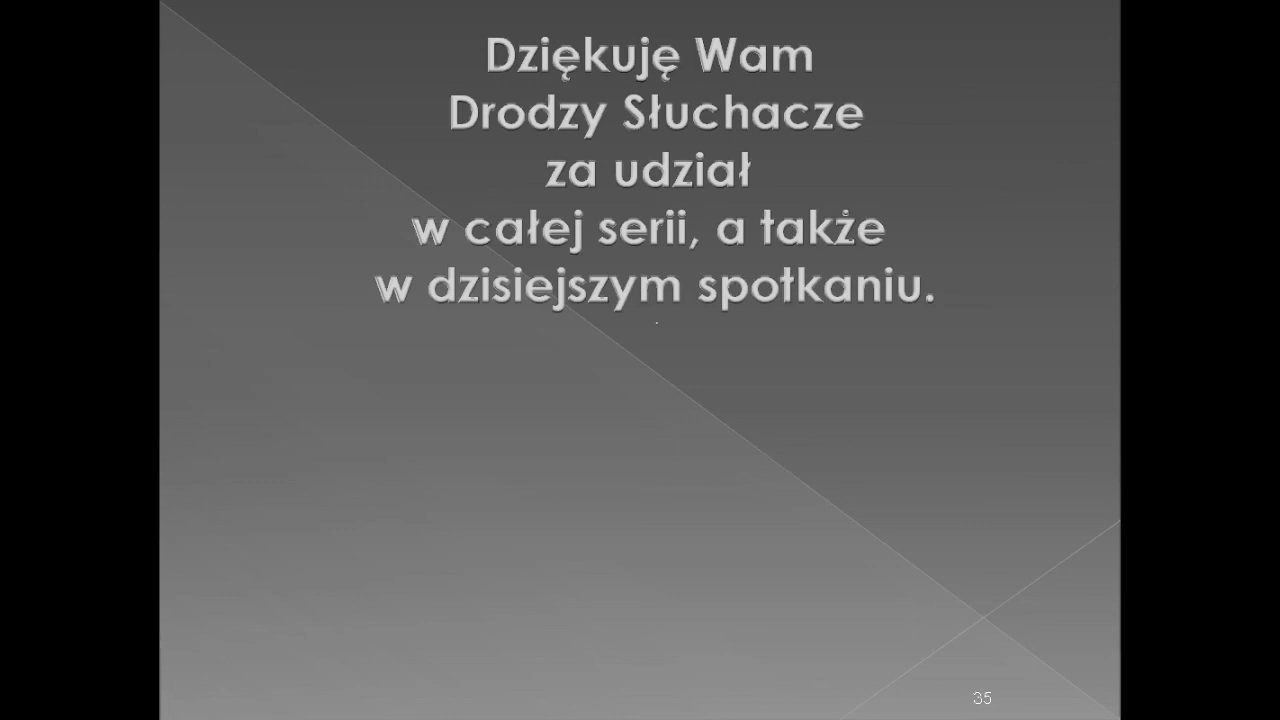 Dziękuję Wam
Drodzy Słuchacze
za udział
w całej serii, a także
w dzisiejszym spotkaniu.
.
35